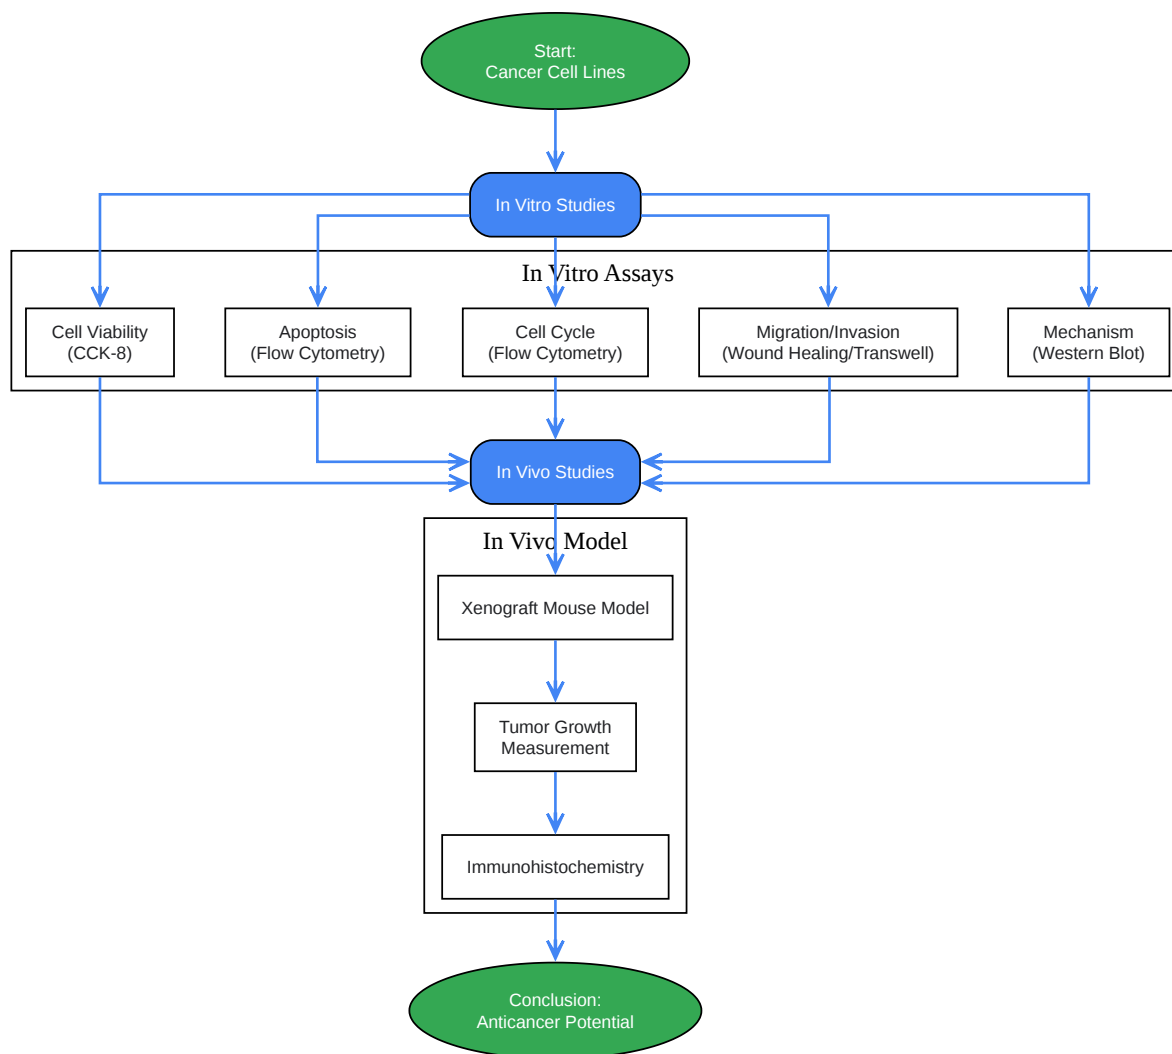 Start:
Cancer Cell Lines
In Vitro Studies
In Vitro Assays
Cell Viability
(CCK-8)
Apoptosis
(Flow Cytometry)
Cell Cycle
(Flow Cytometry)
Migration/Invasion
(Wound Healing/Transwell)
Mechanism
(Western Blot)
In Vivo Studies
In Vivo Model
Xenograft Mouse Model
Tumor Growth
Measurement
Immunohistochemistry
Conclusion:
Anticancer Potential